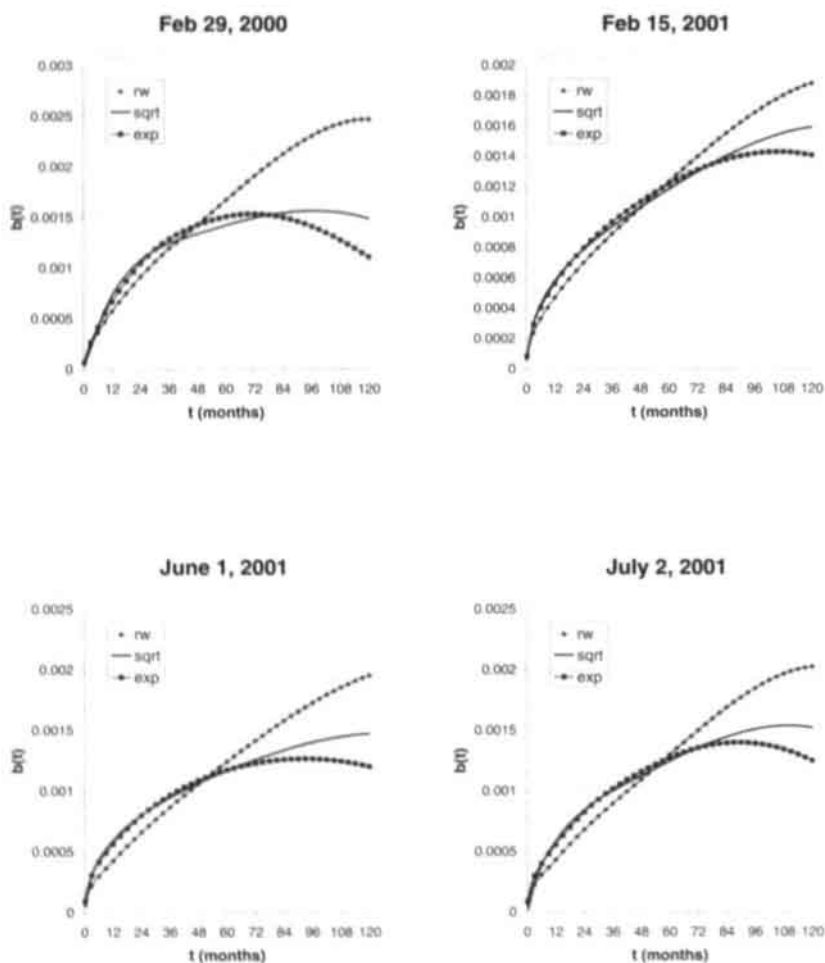 Feb 29, 2000
0.003
0.0025
0.002
0.0015
0.001
0.0005
0
b(t)
rw
sqrt
exp
0 12 24 36 48 60 72 84 96 108 120
t (months)
Feb 15, 2001
0.002
0.0018
0.0016
0.0014
0.0012
0.001
0.0008
0.0006
0.0004
0.0002
0
b(t)
rw
sqrt
exp
0 12 24 36 48 60 72 84 96 108 120
t (months)
June 1, 2001
0.0025
0.002
0.0015
0.001
0.0005
0
b(t)
rw
sqrt
exp
0 12 24 36 48 60 72 84 96 108 120
t (months)
July 2, 2001
0.0025
0.002
0.0015
0.001
0.0005
0
b(t)
rw
sqrt
exp
0 12 24 36 48 60 72 84 96 108 120
t (months)